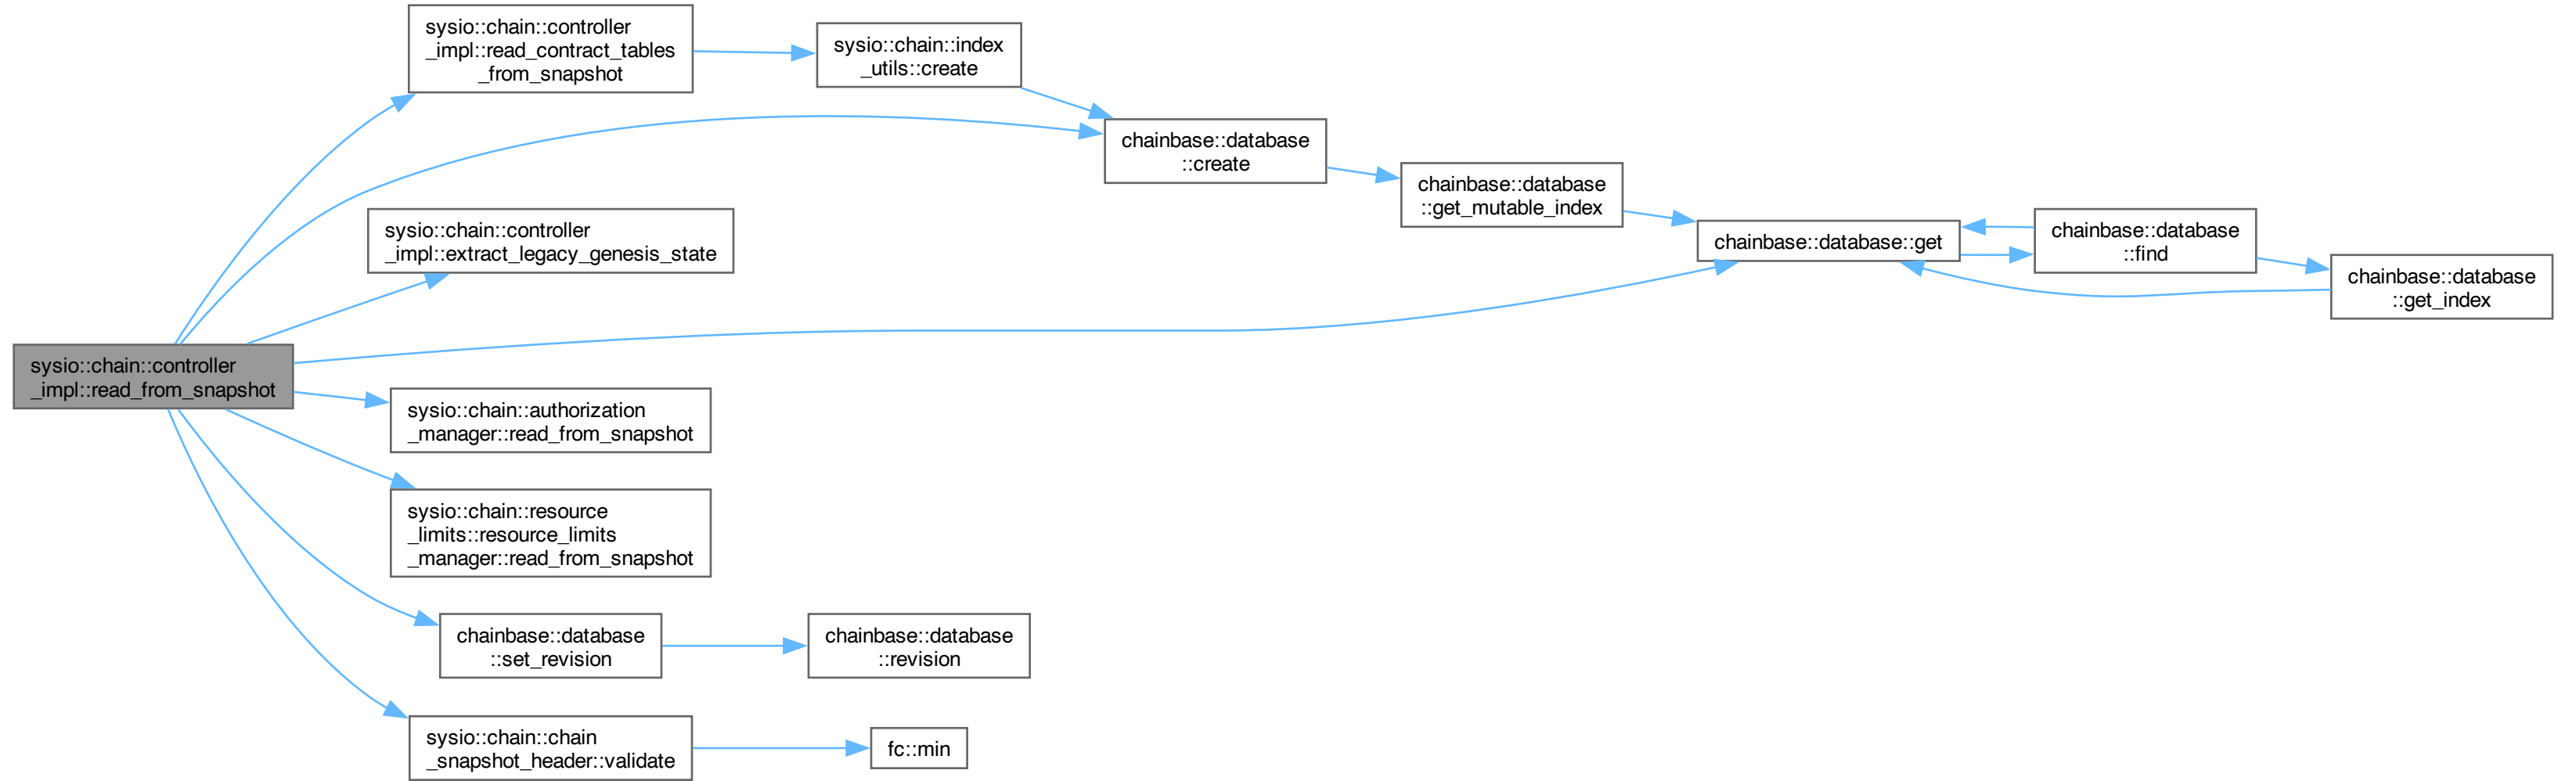 sysio::chain::controller
_impl::read_contract_tables
_from_snapshot
sysio::chain::index
_utils::create
chainbase::database
::create
chainbase::database
::get_mutable_index
chainbase::database::get
chainbase::database
::find
chainbase::database
::get_index
sysio::chain::controller
_impl::extract_legacy_genesis_state
sysio::chain::controller
_impl::read_from_snapshot
sysio::chain::authorization
_manager::read_from_snapshot
sysio::chain::resource
_limits::resource_limits
_manager::read_from_snapshot
chainbase::database
::set_revision
chainbase::database
::revision
sysio::chain::chain
_snapshot_header::validate
fc::min